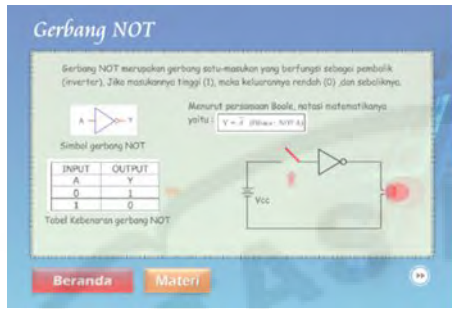 Gerbang NOT
Gerbang NOT merupakan gerbang satu-masukan yang berfungsi sebagai pembalik
(inverter). Jika masukannya tinggi (1), maka keluarannya rendah (0) ,dan sebaliknya.
Menurut persamaan Boole, notasi matematikanya
yaitu :
A
Y
Simbol gerbang NOT
INPUT OUTPUT
A Y
0 1
1 0
Tabel Kebenaran gerbang NOT
Vcc
Beranda
Materi